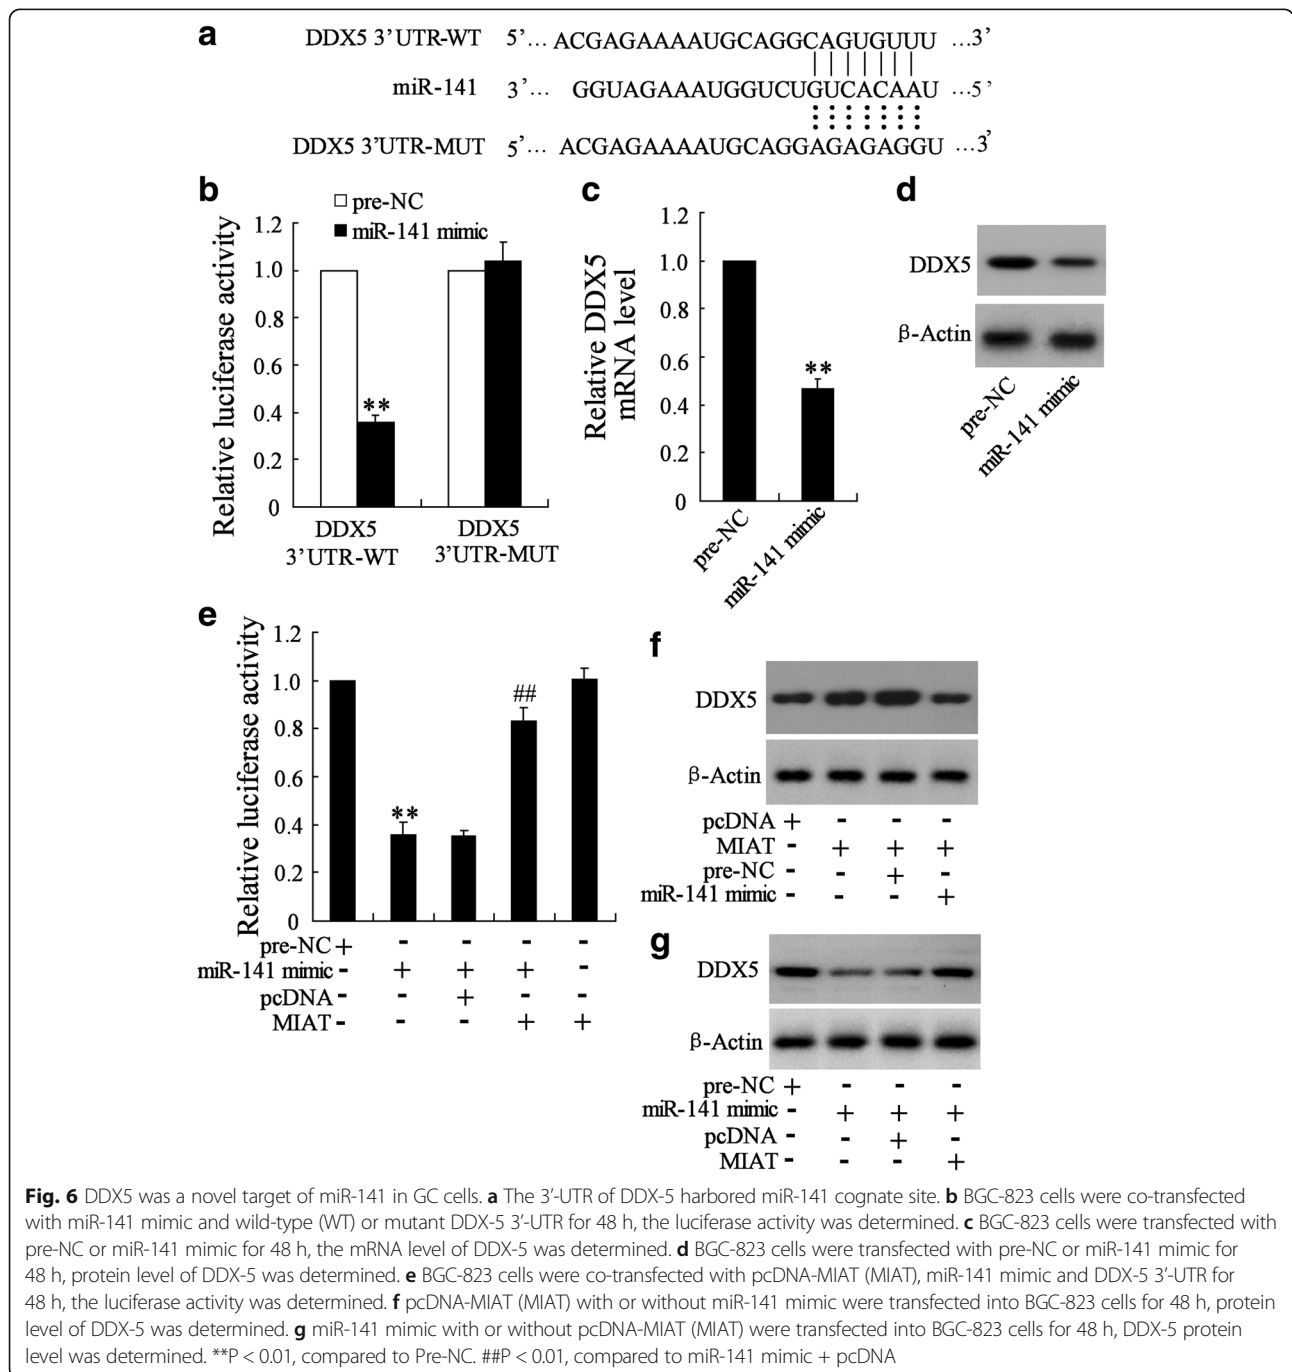 a
DDX5 3’UTR-WT 5’... ACGAGAAAAUGCAGGCAGUGUUU ...3’
miR-141 3’... GGUAGAAAUGGUCUGUCACAAU ...5’
DDX5 3’UTR-MUT 5’... ACGAGAAAAUGCAGGAGAGAGGU ...3’
b
pre-NC
miR-141 mimic
Relative luciferase activity
1.2
1.0
0.8
0.6
0.4
0.2
0
**
DDX5 DDX5
3’UTR-WT 3’UTR-MUT
c
Relative DDX5
mRNA level
1.2
1.0
0.8
0.6
0.4
0.2
0
**
pre-NC
miR-141 mimic
d
DDX5
β-Actin
pre-NC
miR-141 mimic
e
Relative luciferase activity
1.2
1.0
0.8
0.6
0.4
0.2
0
**
##
pre-NC + - - - -
miR-141 mimic - + + + -
pcDNA - - + - -
MIAT - - - + +
f
DDX5
β-Actin
pcDNA + - - -
MIAT - + + +
pre-NC - - + -
miR-141 mimic - - - +
g
DDX5
β-Actin
pre-NC + - - -
miR-141 mimic - + + +
pcDNA - - + -
MIAT - - - +
Fig. 6 DDX5 was a novel target of miR-141 in GC cells. a The 3’-UTR of DDX-5 harbored miR-141 cognate site. b BGC-823 cells were co-transfected
with miR-141 mimic and wild-type (WT) or mutant DDX-5 3’-UTR for 48 h, the luciferase activity was determined. c BGC-823 cells were transfected with
pre-NC or miR-141 mimic for 48 h, the mRNA level of DDX-5 was determined. d BGC-823 cells were transfected with pre-NC or miR-141 mimic for
48 h, protein level of DDX-5 was determined. e BGC-823 cells were co-transfected with pcDNA-MIAT (MIAT), miR-141 mimic and DDX-5 3’-UTR for
48 h, the luciferase activity was determined. f pcDNA-MIAT (MIAT) with or without miR-141 mimic were transfected into BGC-823 cells for 48 h, protein
level of DDX-5 was determined. g miR-141 mimic with or without pcDNA-MIAT (MIAT) were transfected into BGC-823 cells for 48 h, DDX-5 protein
level was determined. **P < 0.01, compared to Pre-NC. ##P < 0.01, compared to miR-141 mimic + pcDNA